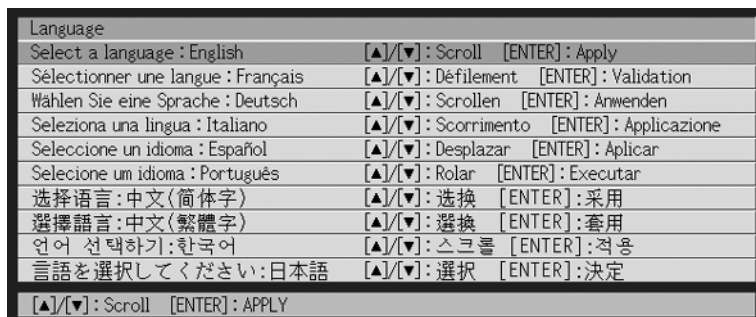 Language
Select a language : English [▲]/[▼] : Scroll [ENTER] : Apply
Sélectionner une langue : Français [▲]/[▼] : Défilement [ENTER] : Validation
Wählen Sie eine Sprache : Deutsch [▲]/[▼] : Scrollen [ENTER] : Anwenden
Seleziona una lingua : Italiano [▲]/[▼] : Scorrimento [ENTER] : Applicazione
Seleccione un idioma : Español [▲]/[▼] : Desplazar [ENTER] : Aplicar
Selecione um idioma : Português [▲]/[▼] : Rolar [ENTER] : Executar
选择语言:中文(简体字) [▲]/[▼] : 选换 [ENTER]:采用
選擇語言:中文(繁體字) [▲]/[▼] : 選換 [ENTER]:套用
언어 선택하기:한국어 [▲]/[▼] : 스크롤 [ENTER]:적용
言語を選択してください:日本語 [▲]/[▼] : 選択 [ENTER]:決定
[▲]/[▼] : Scroll [ENTER] : APPLY